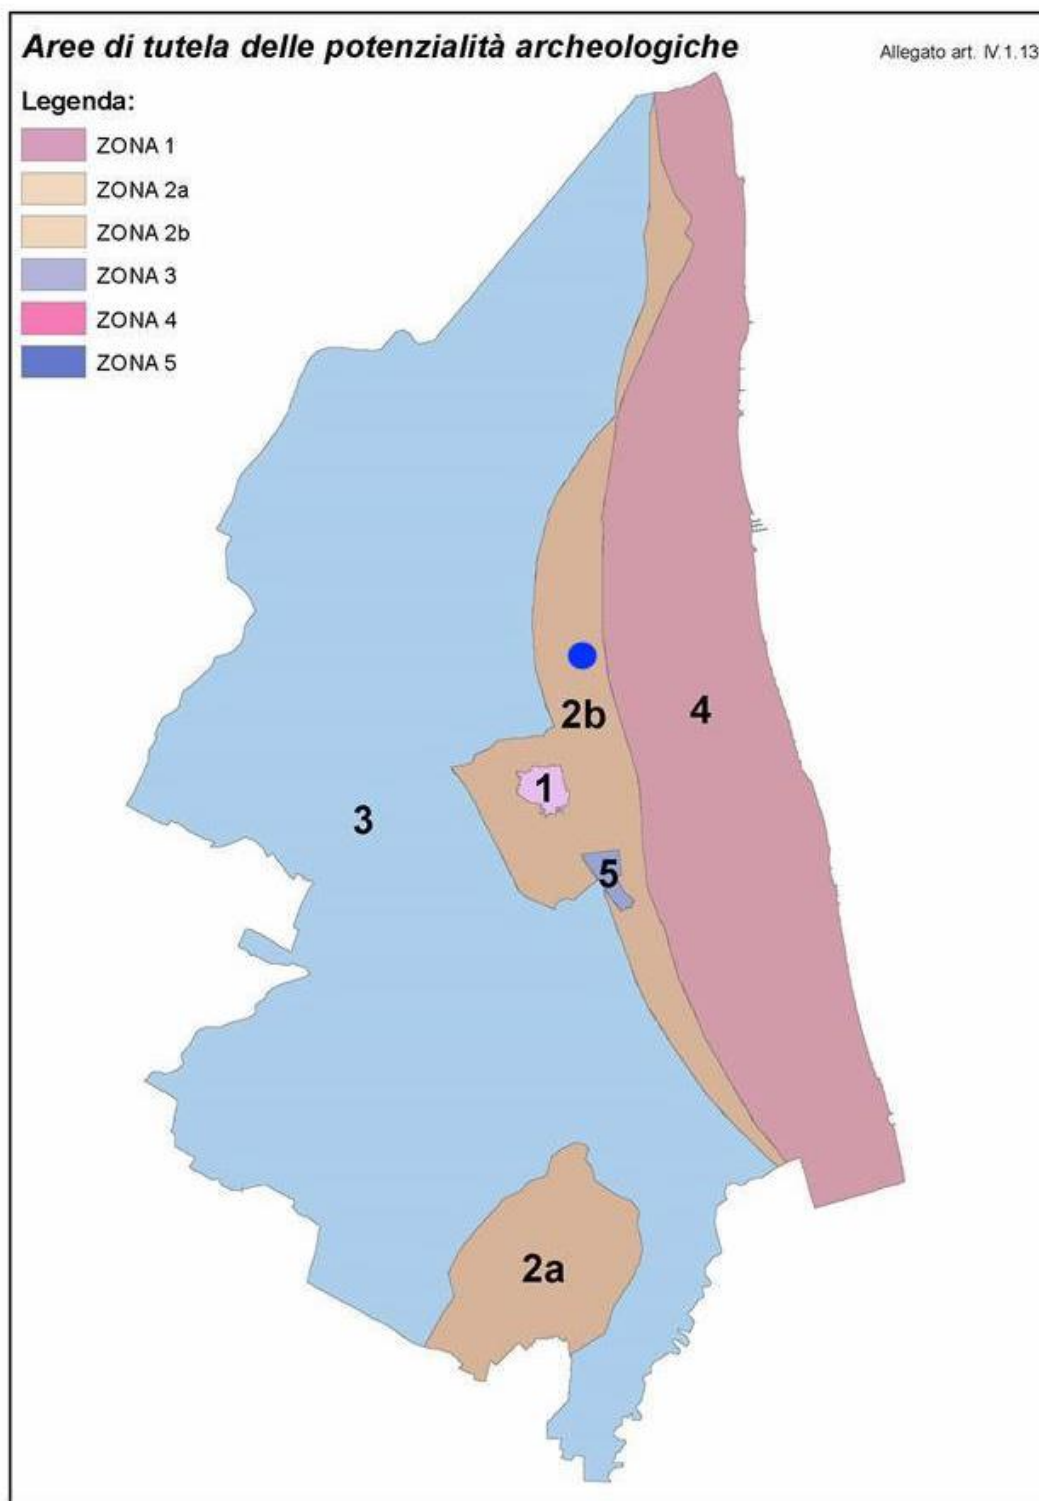 Aree di tutela delle potenzialità archeologiche
Allegato art. IV.1.13
Legenda:
ZONA 1
ZONA 2a
ZONA 2b
ZONA 3
ZONA 4
ZONA 5
2b
4
1
3
5
2a